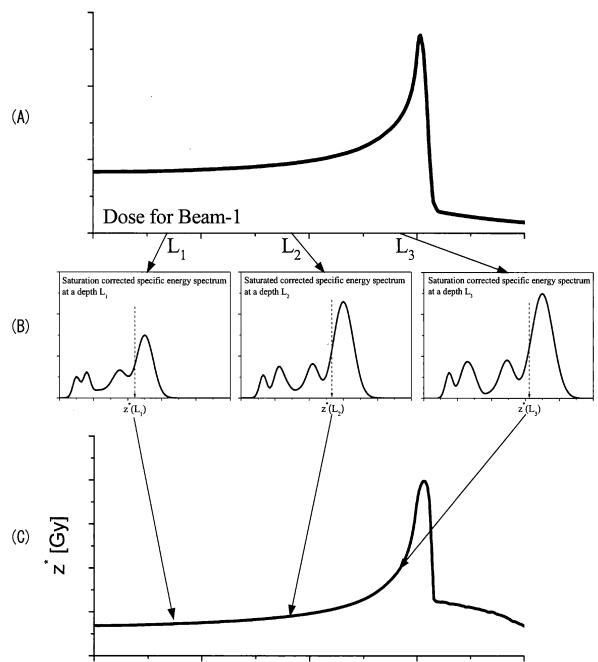 (A)
Dose for Beam-1
L1
L2
L3
(B)
Saturation corrected specific energy spectrum
at a depth L1
Saturated corrected specific energy spectrum
at a depth L2
Saturation corrected specific energy spectrum
at a depth L3
z*(L1)
z*(L2)
z*(L3)
(C)
z* [Gy]